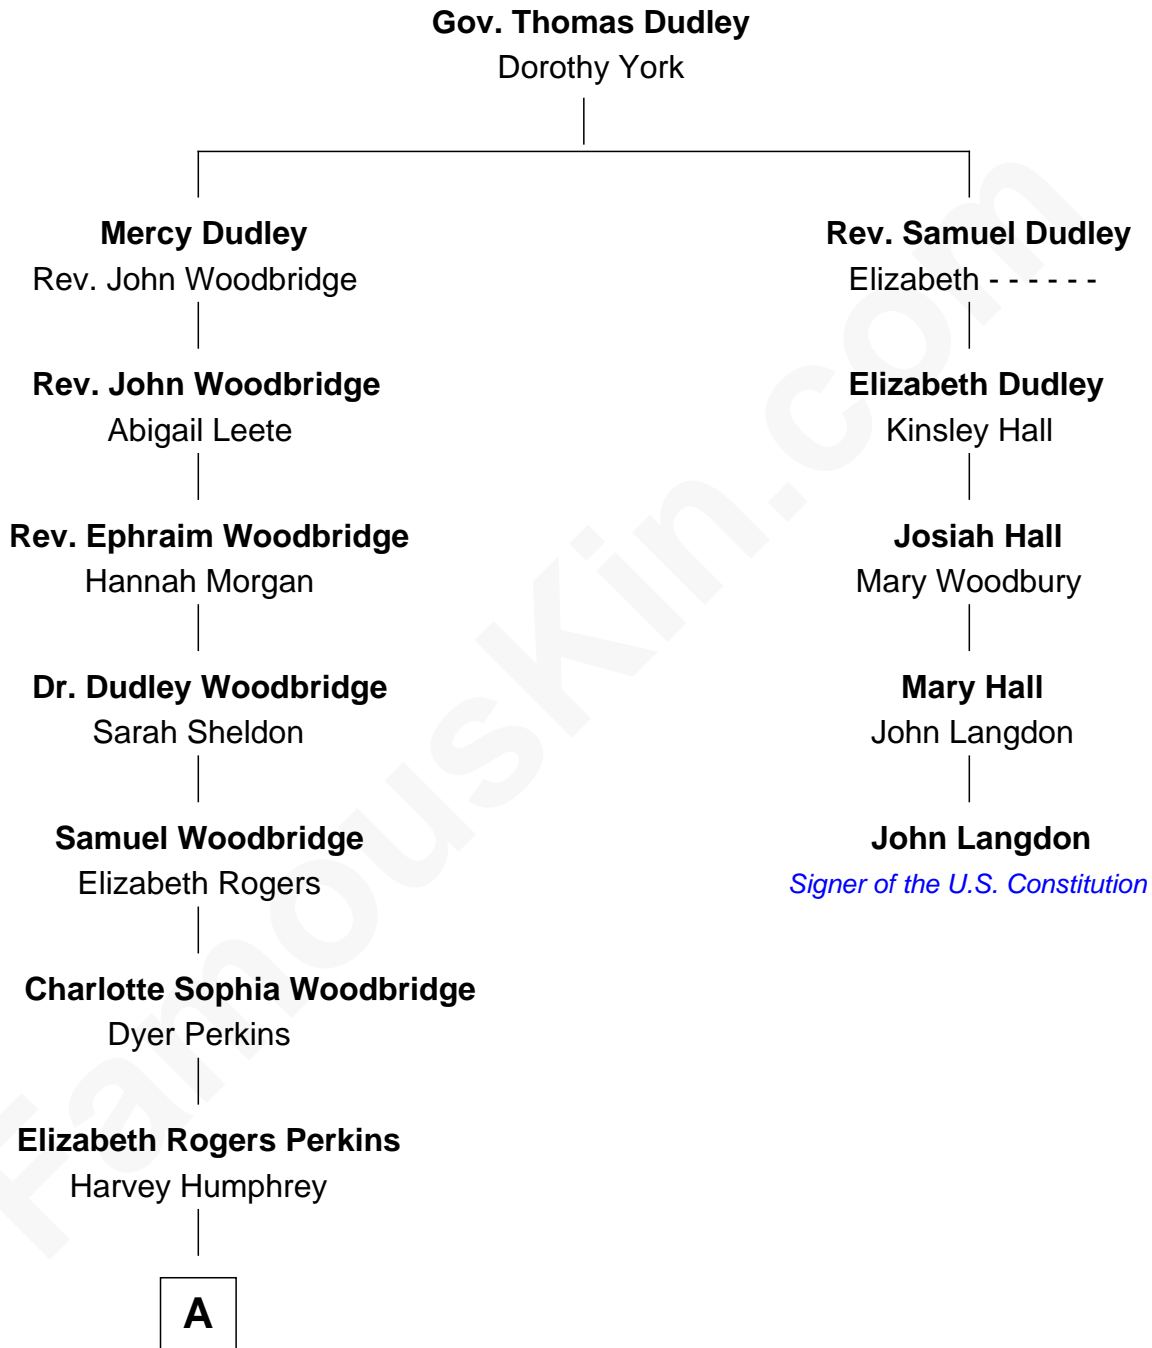 Gov. Thomas Dudley
Dorothy York
Mercy Dudley
Rev. John Woodbridge
Rev. John Woodbridge
Abigail Leete
Rev. Ephraim Woodbridge
Hannah Morgan
Dr. Dudley Woodbridge
Sarah Sheldon
Samuel Woodbridge
Elizabeth Rogers
Charlotte Sophia Woodbridge
Dyer Perkins
Elizabeth Rogers Perkins
Harvey Humphrey
A
Rev. Samuel Dudley
Elizabeth - - - - - -
Elizabeth Dudley
Kinsley Hall
Josiah Hall
Mary Woodbury
Mary Hall
John Langdon
John Langdon
Signer of the U.S. Constitution
FamousKin.com